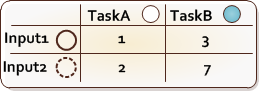 TaskA TaskB
Input1 1 3
Input2 2 7